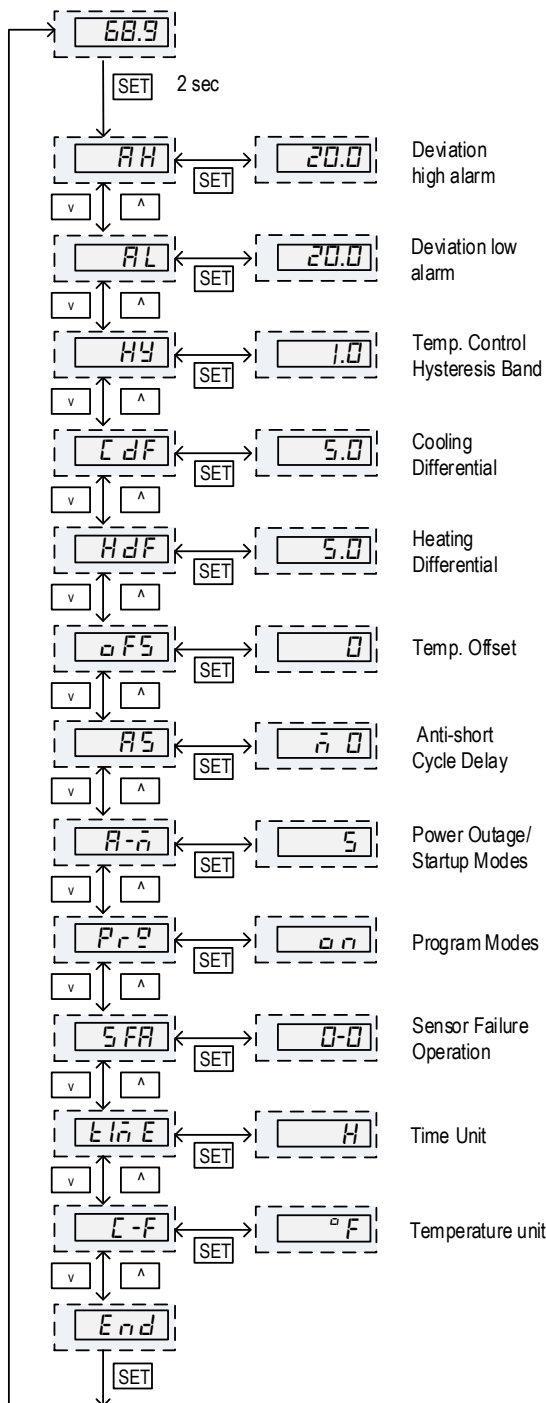 68.9
SET 2 sec
AH SET 20.0 Deviation
high alarm
v ^
AL SET 20.0 Deviation low
alarm
v ^
HY SET 1.0 Temp. Control
Hysteresis Band
v ^
CdF SET 5.0 Cooling
Differential
v ^
HdF SET 5.0 Heating
Differential
v ^
oFS SET 0 Temp. Offset
v ^
AS SET n̄ 0 Anti-short
Cycle Delay
v ^
A-n̄ SET 5 Power Outage/
Startup Modes
v ^
Prg SET on Program Modes
v ^
SFA SET 0-0 Sensor Failure
Operation
v ^
tIn̄E SET H Time Unit
v ^
C-F SET °F Temperature unit
v ^
End
SET